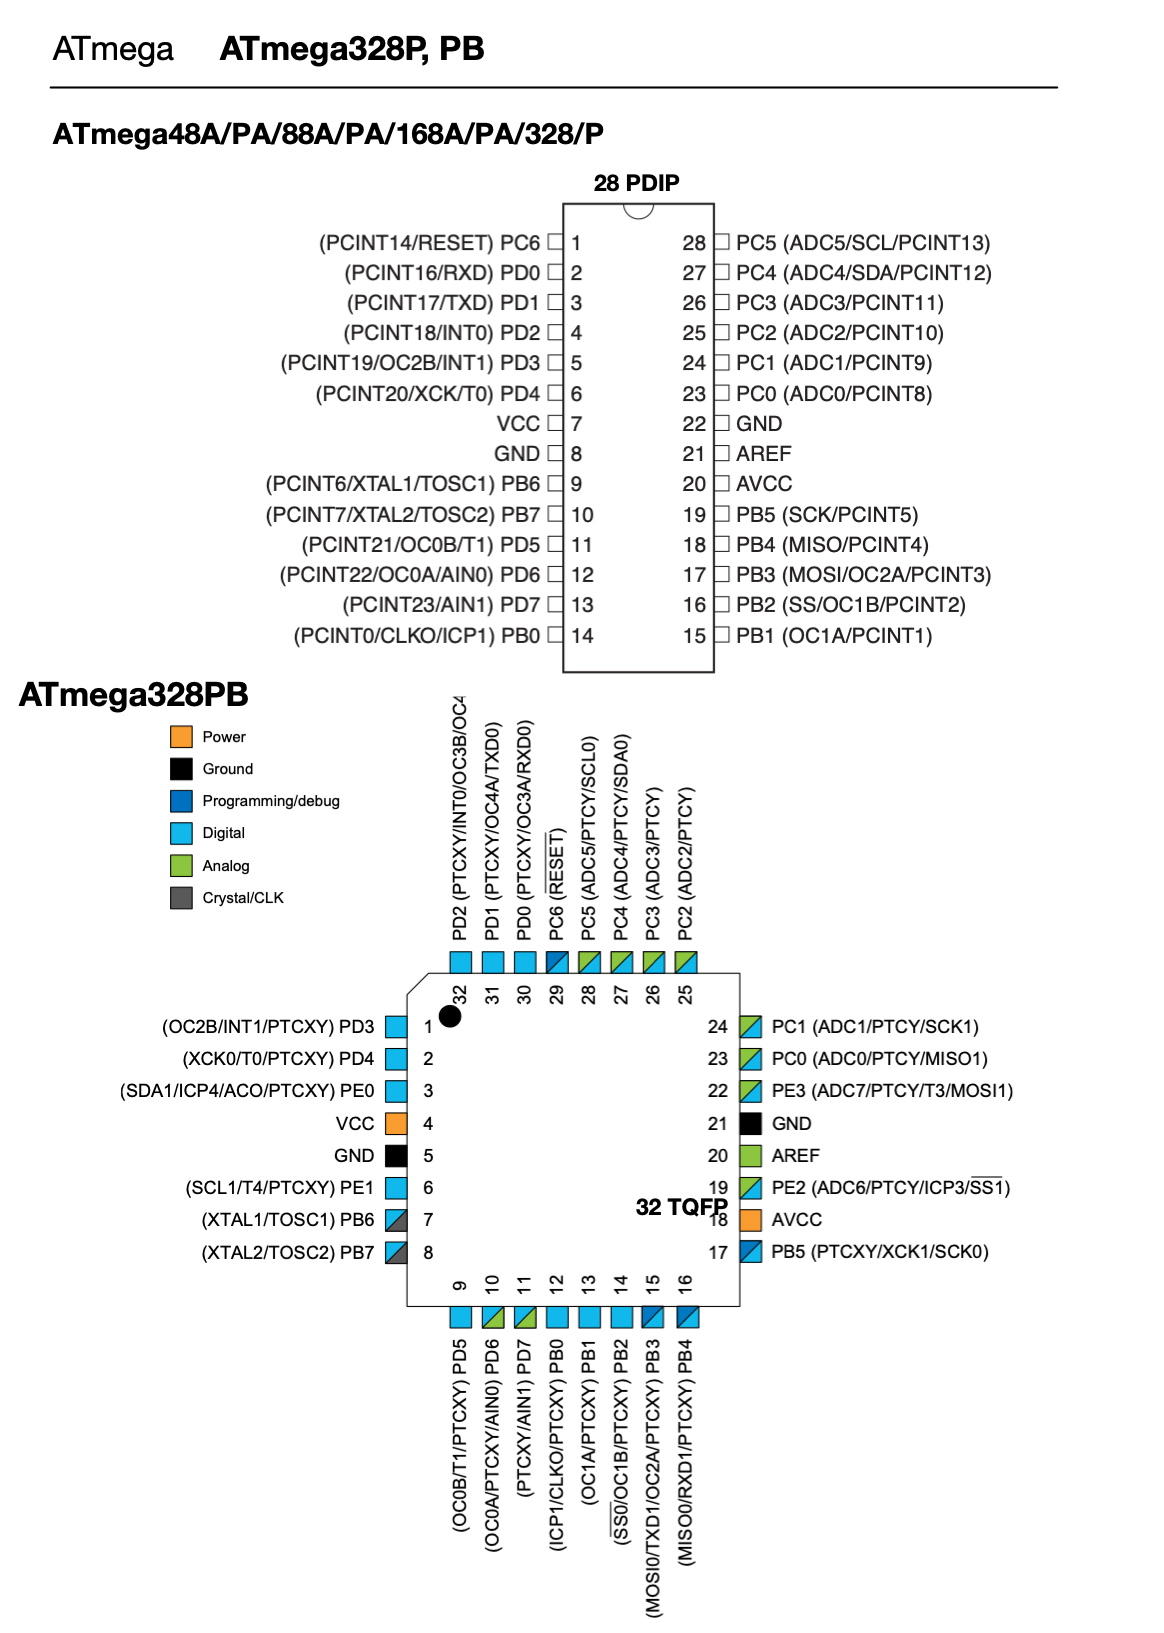 ATmega ATmega328P, PB
ATmega48A/PA/88A/PA/168A/PA/328/P
28 PDIP
(PCINT14/RESET) PC6 1 28 PC5 (ADC5/SCL/PCINT13)
(PCINT16/RXD) PD0 2 27 PC4 (ADC4/SDA/PCINT12)
(PCINT17/TXD) PD1 3 26 PC3 (ADC3/PCINT11)
(PCINT18/INT0) PD2 4 25 PC2 (ADC2/PCINT10)
(PCINT19/OC2B/INT1) PD3 5 24 PC1 (ADC1/PCINT9)
(PCINT20/XCK/T0) PD4 6 23 PC0 (ADC0/PCINT8)
VCC 7 22 GND
GND 8 21 AREF
(PCINT6/XTAL1/TOSC1) PB6 9 20 AVCC
(PCINT7/XTAL2/TOSC2) PB7 10 19 PB5 (SCK/PCINT5)
(PCINT21/OC0B/T1) PD5 11 18 PB4 (MISO/PCINT4)
(PCINT22/OC0A/AIN0) PD6 12 17 PB3 (MOSI/OC2A/PCINT3)
(PCINT23/AIN1) PD7 13 16 PB2 (SS/OC1B/PCINT2)
(PCINT0/CLKO/ICP1) PB0 14 15 PB1 (OC1A/PCINT1)
ATmega328PB
Power
Ground
Programming/debug
Digital
Analog
Crystal/CLK
PD2 (PTCXY/INT0/OC3B/OC4
PD1 (PTCXY/OC4A/TXD0)
PD0 (PTCXY/OC3A/RXD0)
PC6 (RESET)
PC5 (ADC5/PTCY/SCL0)
PC4 (ADC4/PTCY/SDA0)
PC3 (ADC3/PTCY)
PC2 (ADC2/PTCY)
32 31 30 29 28 27 26 25
(OC2B/INT1/PTCXY) PD3 1 24 PC1 (ADC1/PTCY/SCK1)
(XCK0/T0/PTCXY) PD4 2 23 PC0 (ADC0/PTCY/MISO1)
(SDA1/ICP4/ACO/PTCXY) PE0 3 22 PE3 (ADC7/PTCY/T3/MOSI1)
VCC 4 21 GND
GND 5 20 AREF
(SCL1/T4/PTCXY) PE1 6 19 PE2 (ADC6/PTCY/ICP3/SS1)
32 TQFP
(XTAL1/TOSC1) PB6 7 18 AVCC
(XTAL2/TOSC2) PB7 8 17 PB5 (PTCXY/XCK1/SCK0)
9 10 11 12 13 14 15 16
(OC0B/T1/PTCXY) PD5
(OC0A/PTCXY/AIN0) PD6
(PTCXY/AIN1) PD7
(ICP1/CLKO/PTCXY) PB0
(OC1A/PTCXY) PB1
(SS0/OC1B/PTCXY) PB2
(MOSI0/TXD1/OC2A/PTCXY) PB3
(MISO0/RXD1/PTCXY) PB4